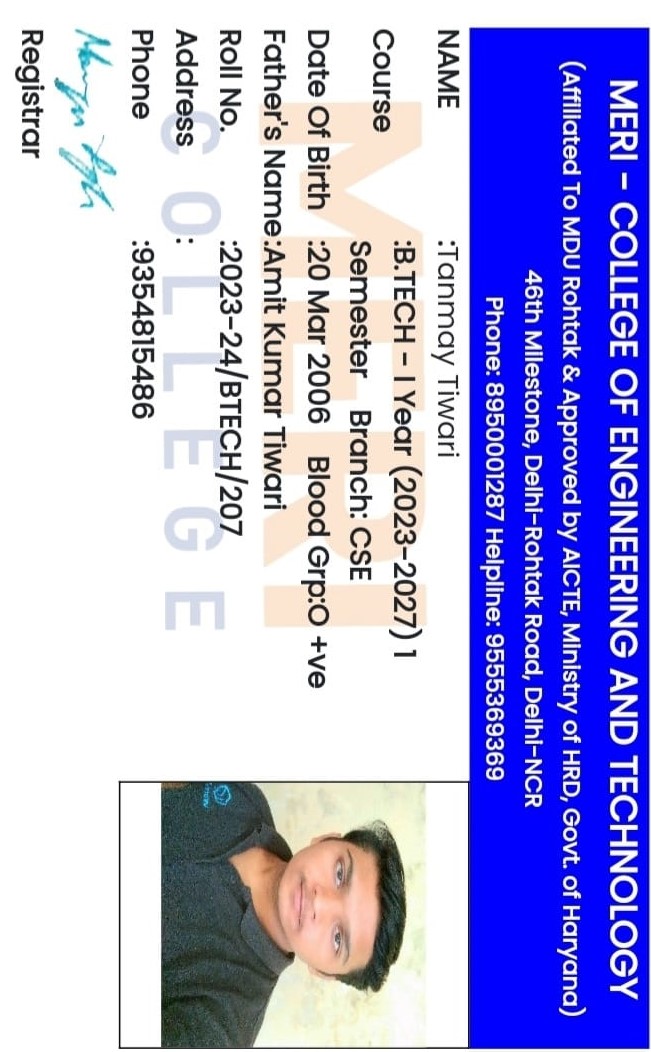 MERI - COLLEGE OF ENGINEERING AND TECHNOLOGY
(Affiliated To MDU Rohtak & Approved by AICTE, Ministry of HRD, Govt. of Haryana)
46th Milestone, Delhi-Rohtak Road, Delhi-NCR
Phone: 8950001287 Helpline: 9555369369
NAME :Tanmay Tiwari
Course :B.TECH - I Year (2023-2027) 1
Semester Branch: CSE
Date Of Birth :20 Mar 2006 Blood Grp:O +ve
Father's Name:Amit Kumar Tiwari
Roll No. :2023-24/BTECH/207
Address :
Phone :9354815486
Registrar
MERI
COLLEGE